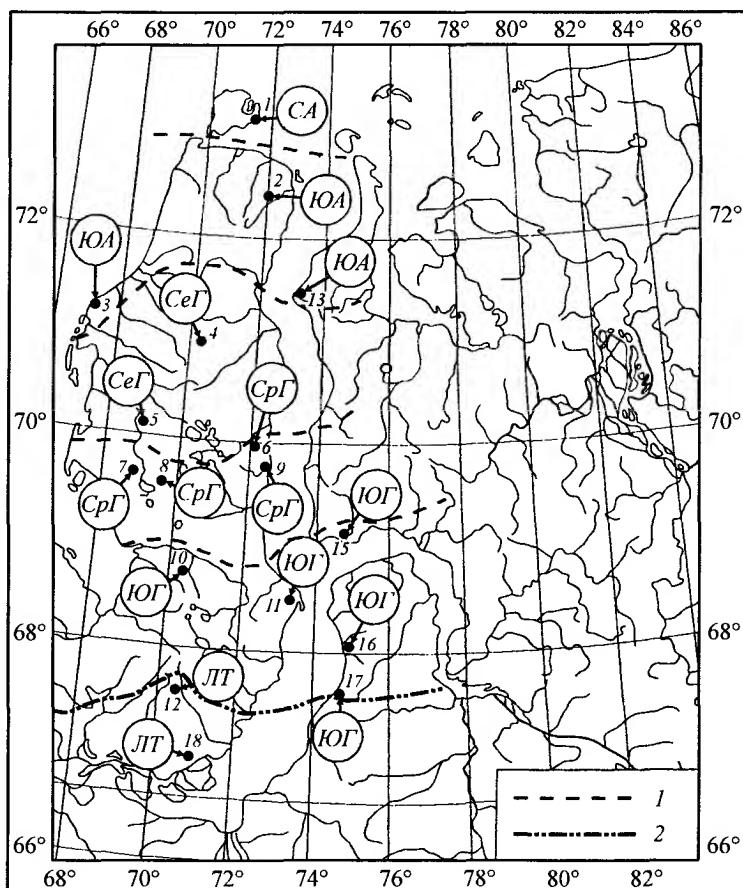 66° 68° 70° 72° 74° 76° 78° 80° 82° 84° 86°
1 СА
2 ЮА
72° 72°
ЮА
ЮА
3 СеГ 13
4
СеГ СрГ
70° 5 70°
6
7 8 9
СрГ СрГ СрГ ЮГ
15
10 ЮГ
ЮГ 11 ЮГ
68° 16 68°
ЛТ 17
12
ЛТ 18 ЮГ
1
2
66° 66°
68° 70° 72° 74° 76° 78° 80° 82°